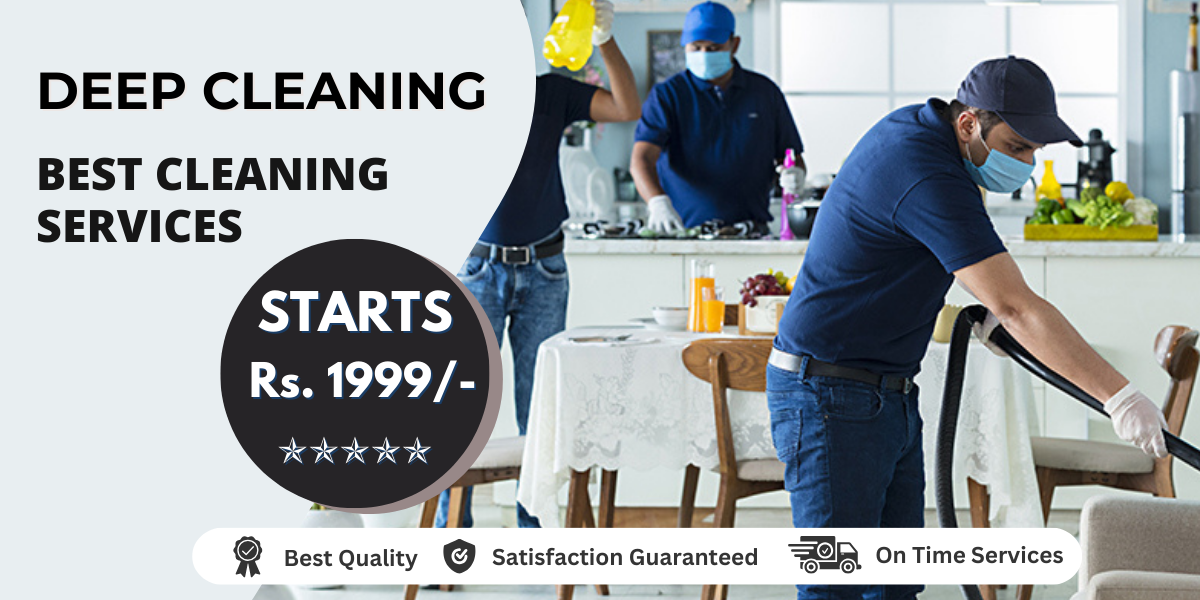 DEEP CLEANING
BEST CLEANING
SERVICES
STARTS
Rs. 1999/-
Best Quality
Satisfaction Guaranteed
On Time Services